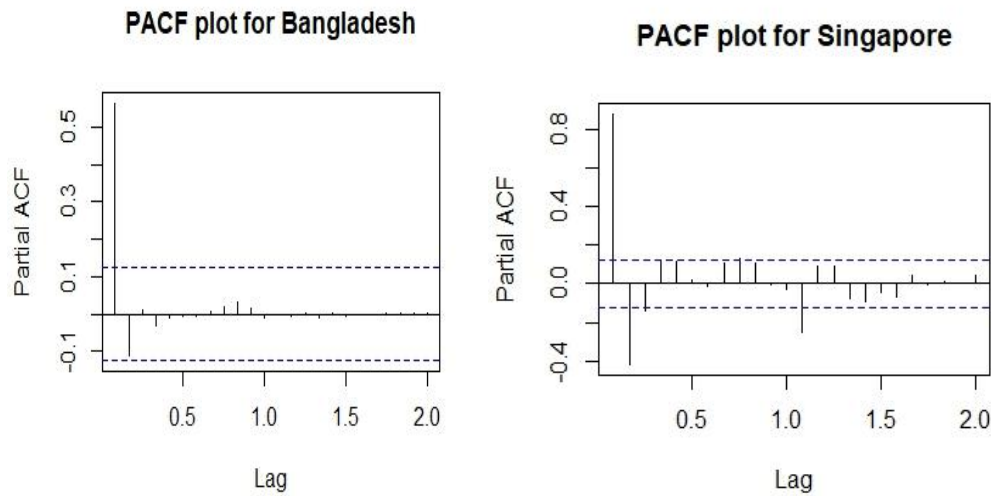 PACF plot for Bangladesh
Partial ACF
0.5
0.3
0.1
-0.1
0.5 1.0 1.5 2.0
Lag
PACF plot for Singapore
Partial ACF
0.8
0.4
0.0
-0.4
0.5 1.0 1.5 2.0
Lag